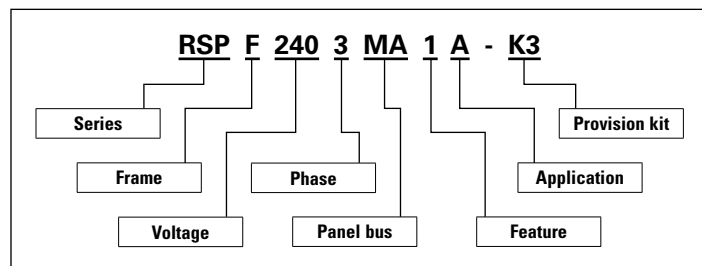 RSP F 240 3 MA 1 A - K3
Series
Provision kit
Frame
Phase
Application
Voltage
Panel bus
Feature